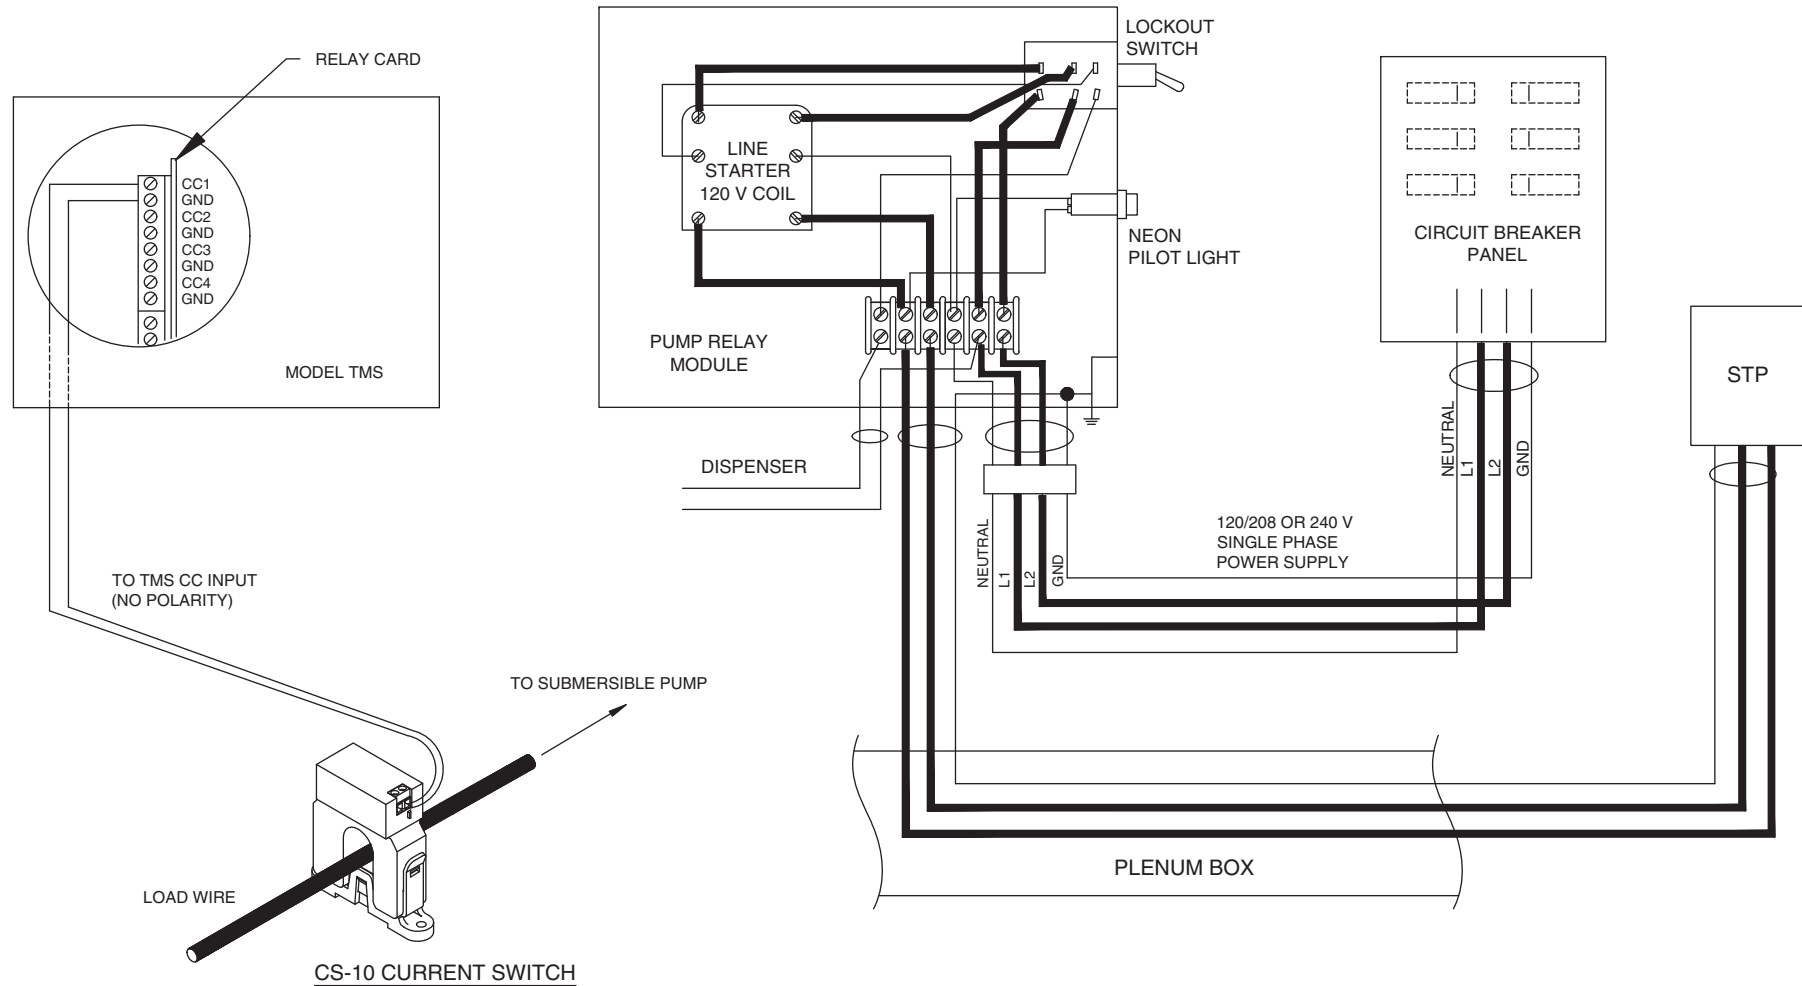 RELAY CARD
CC1
GND
CC2
GND
CC3
GND
CC4
GND
MODEL TMS
TO TMS CC INPUT
(NO POLARITY)
TO SUBMERSIBLE PUMP
LOAD WIRE
CS-10 CURRENT SWITCH
LOCKOUT
SWITCH
LINE
STARTER
120 V COIL
NEON
PILOT LIGHT
PUMP RELAY
MODULE
DISPENSER
NEUTRAL
L1
L2
GND
120/208 OR 240 V
SINGLE PHASE
POWER SUPPLY
CIRCUIT BREAKER
PANEL
NEUTRAL
L1
L2
GND
STP
PLENUM BOX